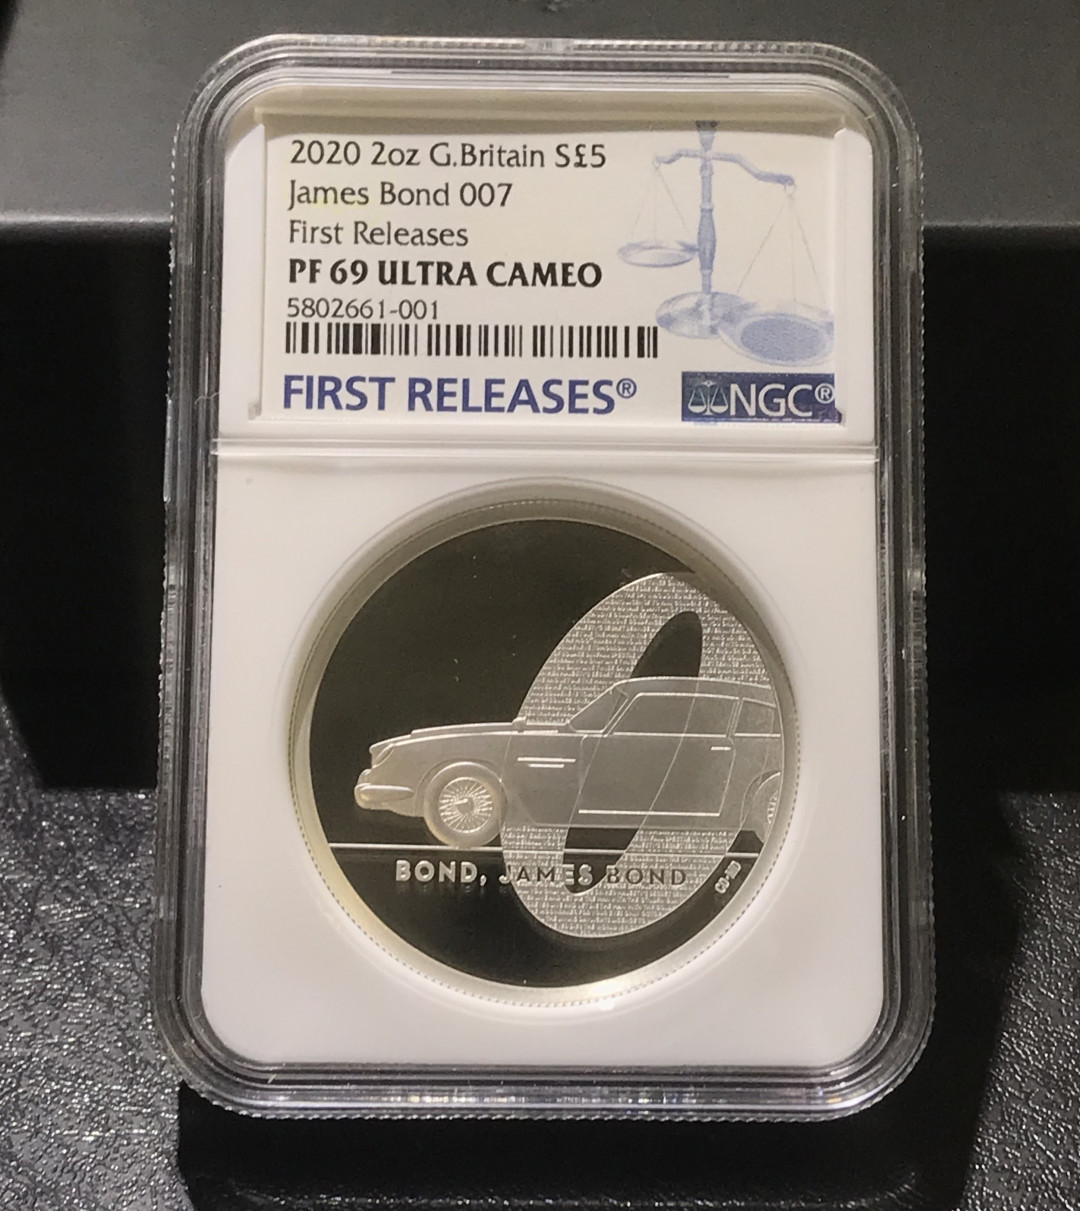 2020 2oz G.Britain S£5
James Bond 007
First Releases
PF 69 ULTRA CAMEO
5802661-001
FIRST RELEASES®
NGC®
BOND, JAMES BOND